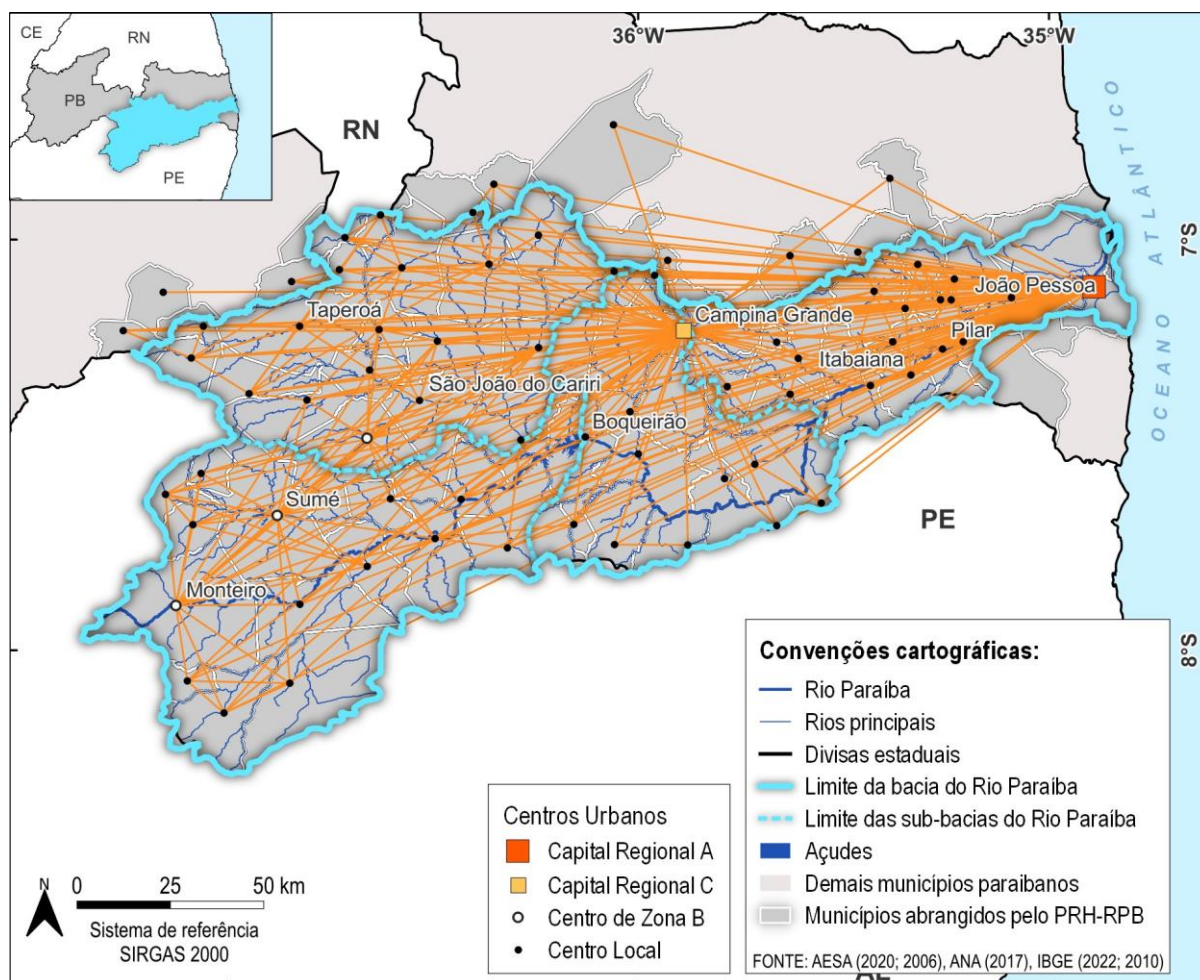 CE
RN
PB
PE
36°W
35°W
RN
OCEANO ATLÂNTICO
7°S
João Pessoa
Taperoá
Campina Grande
Pilar
Itabaiana
São João do Cariri
Boqueirão
Sumé
PE
Monteiro
8°S
Convenções cartográficas:
Rio Paraíba
Rios principais
Divisas estaduais
Limite da bacia do Rio Paraíba
Limite das sub-bacias do Rio Paraíba
Açudes
Demais municípios paraibanos
Municípios abrangidos pelo PRH-RPB
FONTE: AESA (2020; 2006), ANA (2017), IBGE (2022; 2010)
Centros Urbanos
Capital Regional A
Capital Regional C
Centro de Zona B
Centro Local
N
0 25 50 km
Sistema de referência
SIRGAS 2000